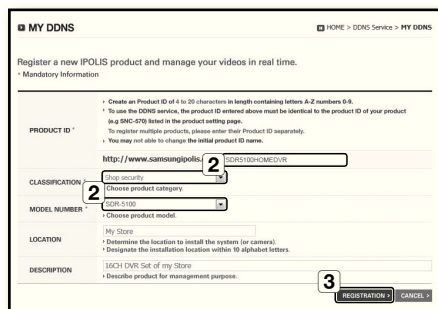 MY DDNS
HOME > DDNS Service > MY DDNS
Register a new IPOLIS product and manage your videos in real time.
* Mandatory Information
PRODUCT ID *
› Create an Product ID of 4 to 20 characters in length containing letters A-Z numbers 0-9.
› To use the DDNS service, the product ID entered above must be identical to the product ID of your product
(e.g SNC-570) listed in the product setting page.
To register multiple products, please enter their Product ID separately.
› You may not able to change the initial product ID.
http://www.samsungipolis. 2 SDR5100HOMEDVR
CLASSIFICATION *
2 Shop security
Choose product category.
MODEL NUMBER *
SDR-5100
› Choose product model.
LOCATION
My Store
› Determine the location to install the system (or camera).
› Designate the installation location within 10 alphabet letters.
DESCRIPTION
16CH DVR Set of my Store
› Describe product for management purpose.
3
REGISTRATION > CANCEL >